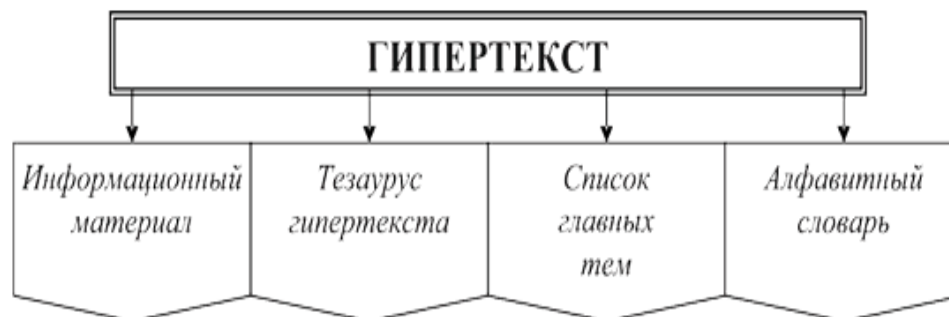 ГИПЕРТЕКСТ
Информационный
материал
Тезаурус
гипертекста
Список
главных
тем
Алфавитный
словарь